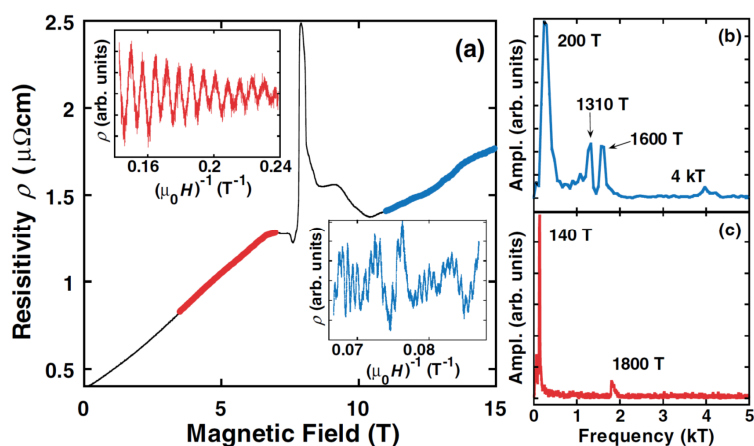 (a)
Resisitivity ρ ( μΩcm)
2.5
2
1.5
1
0.5
0
5
10
15
Magnetic Field (T)
ρ (arb. units)
0.16
0.2
0.24
(μ₀H)⁻¹ (T⁻¹)
ρ (arb. units)
0.07
0.08
(μ₀H)⁻¹ (T⁻¹)
(b)
Ampl. (arb. units)
200 T
1310 T
1600 T
4 kT
(c)
Ampl. (arb. units)
140 T
1800 T
0
1
2
3
4
5
Frequency (kT)